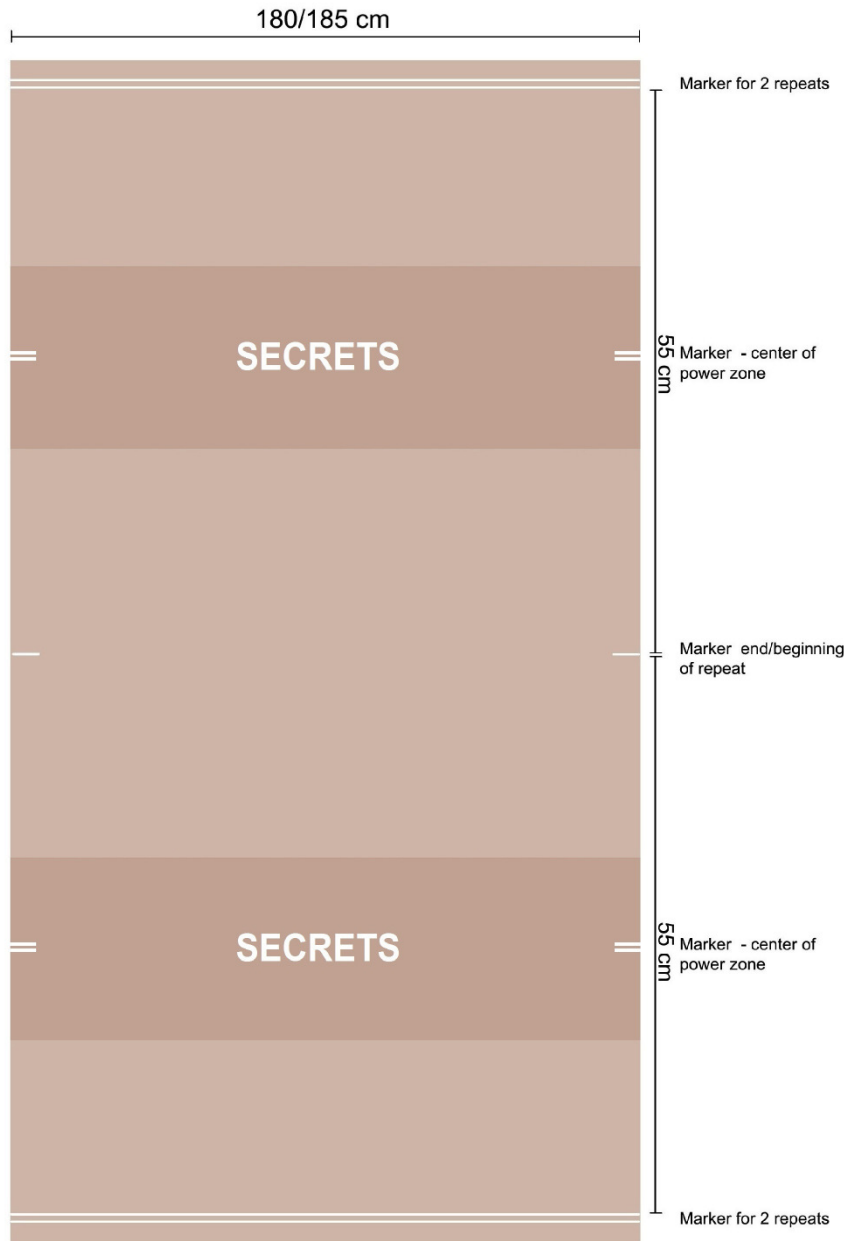 180/185 cm
Marker for 2 repeats
SECRETS
55 cm
Marker - center of
power zone
Marker end/beginning
of repeat
SECRETS
55 cm
Marker - center of
power zone
Marker for 2 repeats